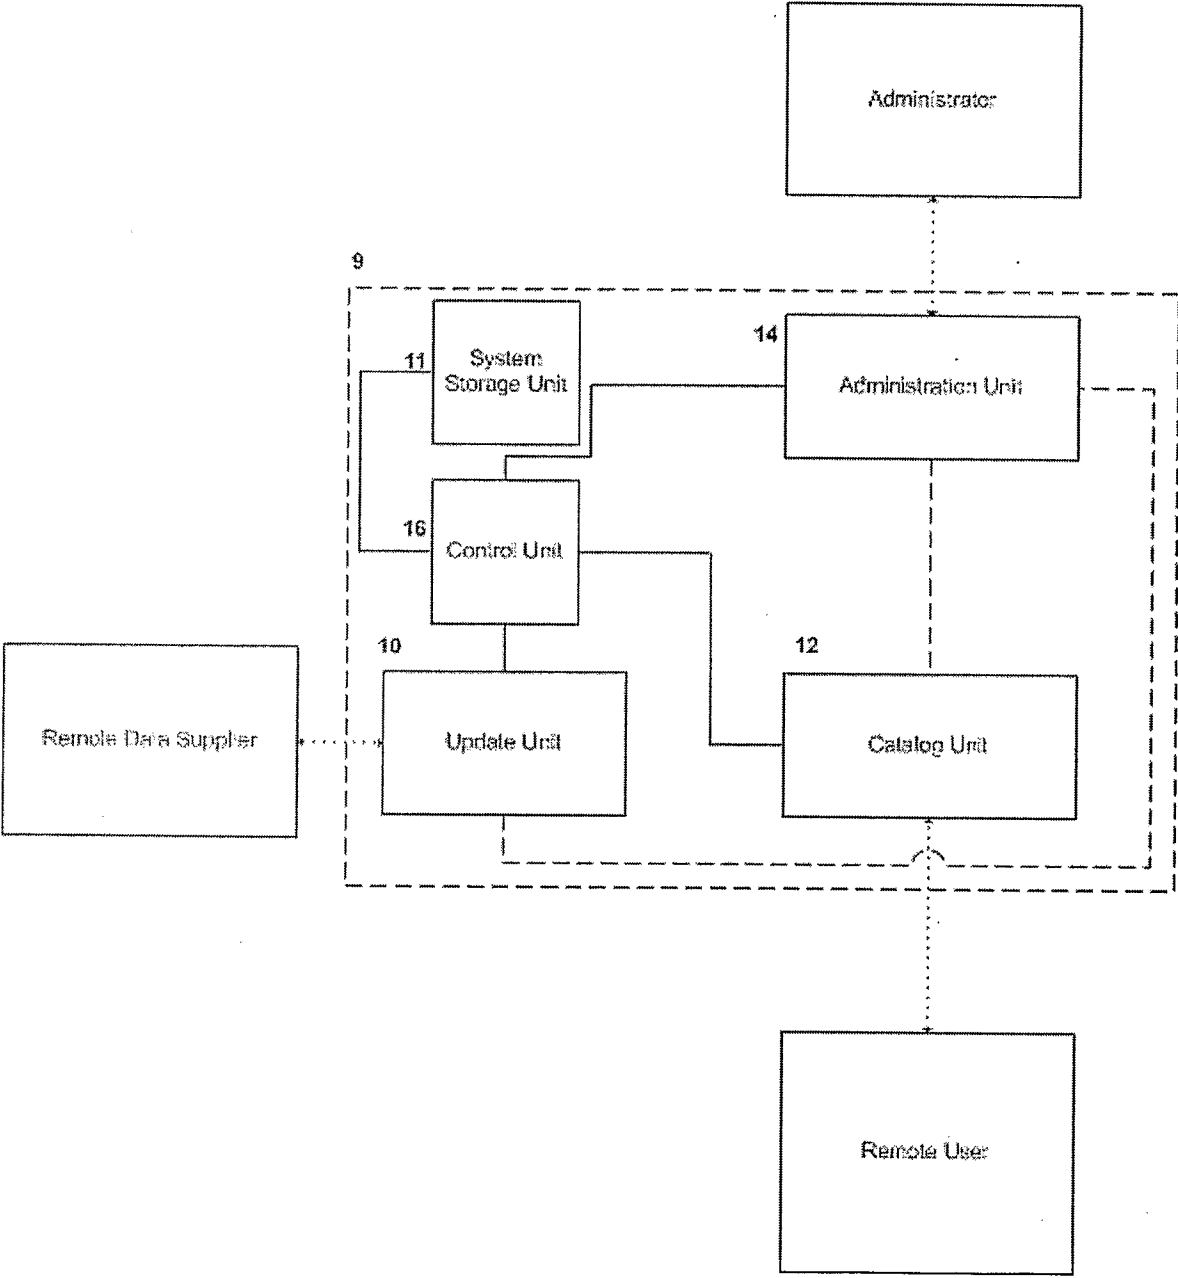 Administrator
9
14
11
System
Storage Unit
Administration Unit
16
Control Unit
10
12
Remote Data Supplier
Update Unit
Catalog Unit
Remote User